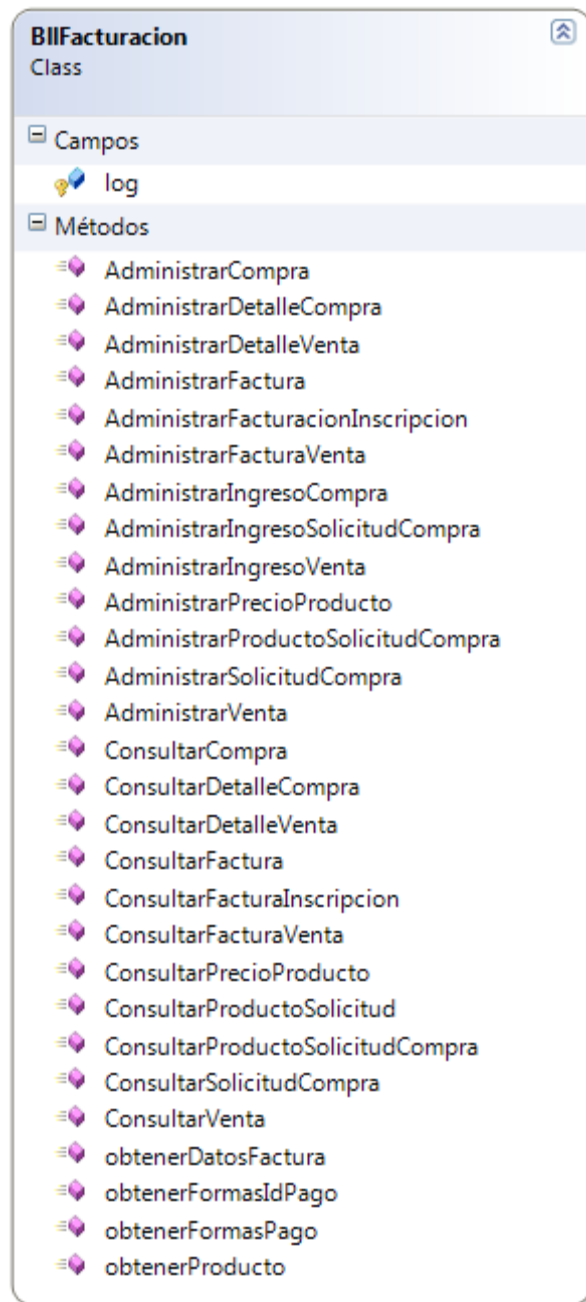 BllFacturacion
Class
Campos
log
Métodos
AdministrarCompra
AdministrarDetalleCompra
AdministrarDetalleVenta
AdministrarFactura
AdministrarFacturacionInscripcion
AdministrarFacturaVenta
AdministrarIngresoCompra
AdministrarIngresoSolicitudCompra
AdministrarIngresoVenta
AdministrarPrecioProducto
AdministrarProductoSolicitudCompra
AdministrarSolicitudCompra
AdministrarVenta
ConsultarCompra
ConsultarDetalleCompra
ConsultarDetalleVenta
ConsultarFactura
ConsultarFacturaInscripcion
ConsultarFacturaVenta
ConsultarPrecioProducto
ConsultarProductoSolicitud
ConsultarProductoSolicitudCompra
ConsultarSolicitudCompra
ConsultarVenta
obtenerDatosFactura
obtenerFormasIdPago
obtenerFormasPago
obtenerProducto